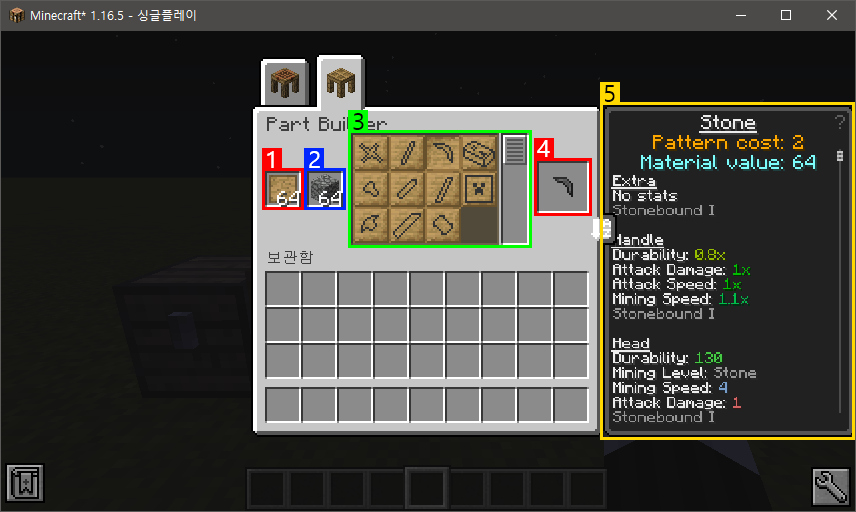 Minecraft* 1.16.5 - 싱글플레이
Part Builder
1
64
2
64
3
4
보관함
5
Stone
?
Pattern cost: 2
Material value: 64
Extra
No stats
Stonebound I
Handle
Durability: 0.8x
Attack Damage: 1x
Attack Speed: 1x
Mining Speed: 1.1x
Stonebound I
Head
Durability: 130
Mining Level: Stone
Mining Speed: 4
Attack Damage: 1
Stonebound I